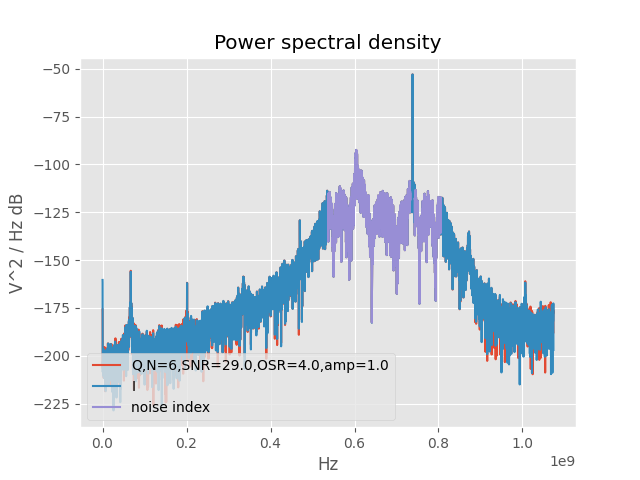 Power spectral density
V^2 / Hz dB
−50
−75
−100
−125
−150
−175
−200
−225
Q,N=6,SNR=29.0,OSR=4.0,amp=1.0
I
noise index
0.0 0.2 0.4 0.6 0.8 1.0
1e9
Hz